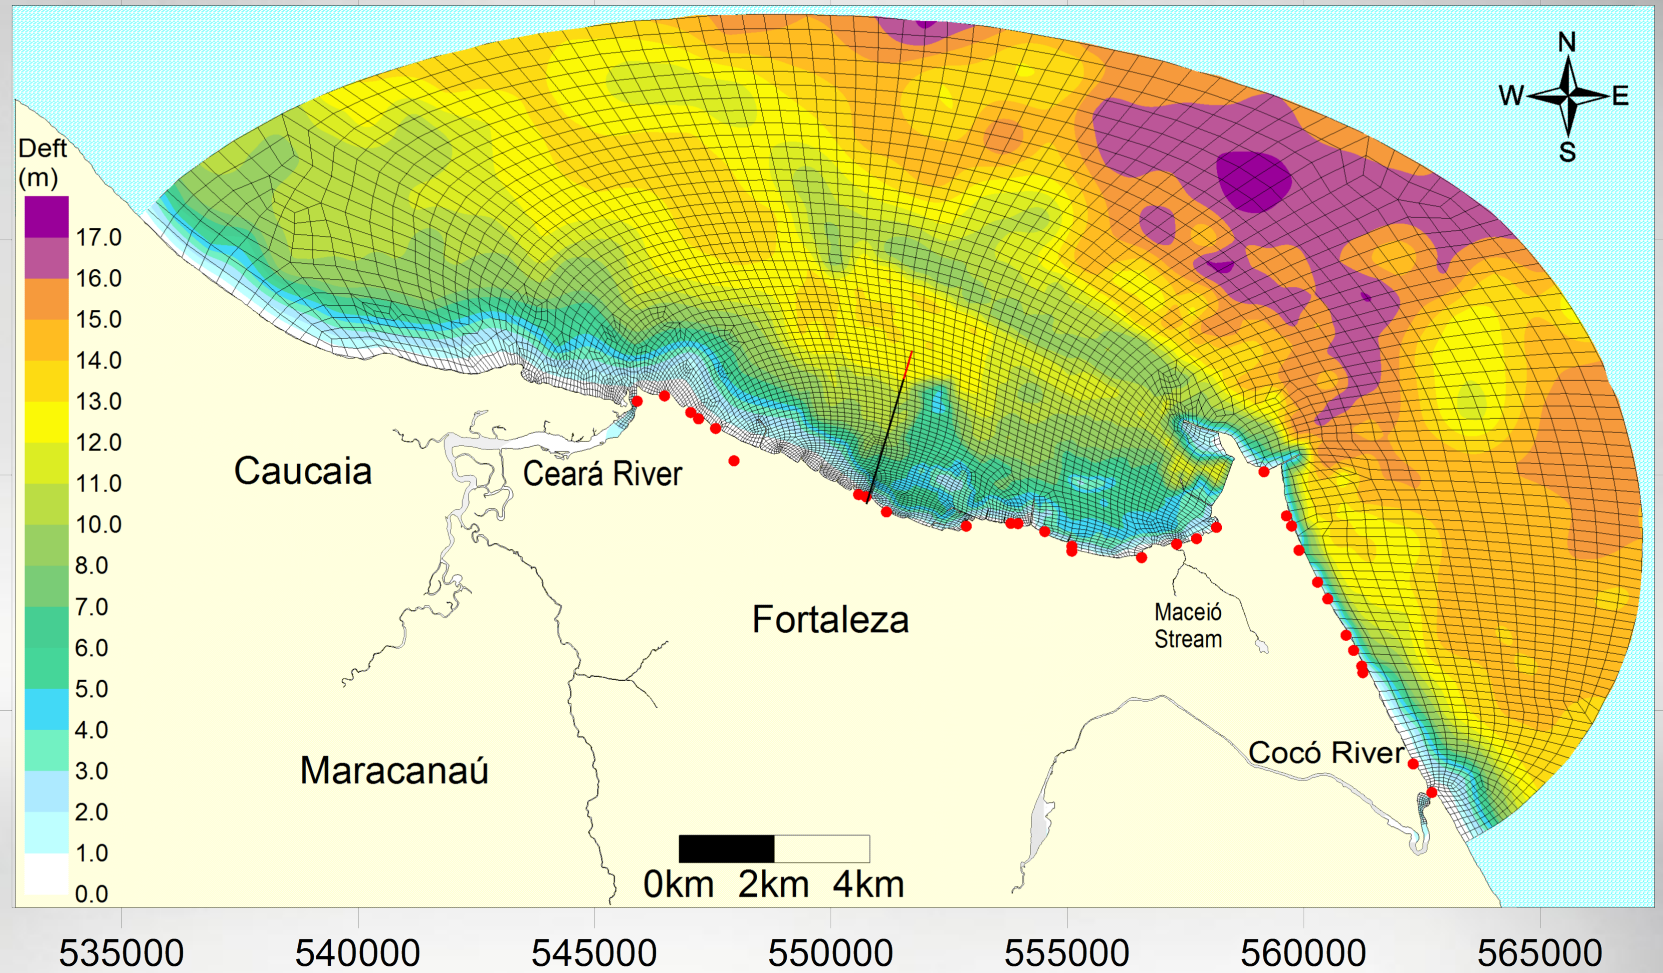 N
W E
S
Deft
(m)
17.0
16.0
15.0
14.0
13.0
12.0
11.0
10.0
8.0
7.0
6.0
5.0
4.0
3.0
2.0
1.0
0.0
Caucaia
Ceará River
Fortaleza
Maceió
Stream
Maracanaú
Cocó River
0km 2km 4km
535000 540000 545000 550000 555000 560000 565000